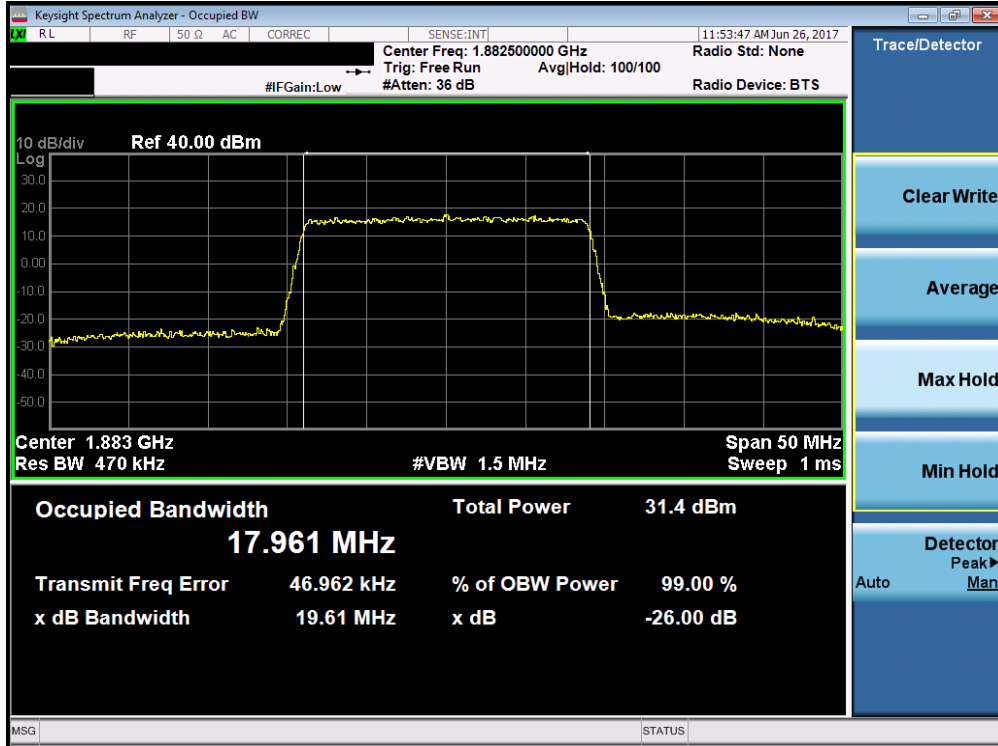 Keysight Spectrum Analyzer - Occupied BW
LXI RL RF 50 Ω AC CORREC SENSE:INT 11:53:47 AM Jun 26, 2017
Center Freq: 1.882500000 GHz Radio Std: None
Trig: Free Run Avg|Hold: 100/100
#IFGain:Low #Atten: 36 dB Radio Device: BTS
10 dB/div Ref 40.00 dBm
Log
30.0
20.0
10.0
0.00
-10.0
-20.0
-30.0
-40.0
-50.0
Center 1.883 GHz Span 50 MHz
Res BW 470 kHz #VBW 1.5 MHz Sweep 1 ms
Occupied Bandwidth Total Power 31.4 dBm
17.961 MHz
Transmit Freq Error 46.962 kHz % of OBW Power 99.00 %
x dB Bandwidth 19.61 MHz x dB -26.00 dB
MSG STATUS
Trace/Detector
Clear Write
Average
Max Hold
Min Hold
Detector
Peak▶
Auto Man